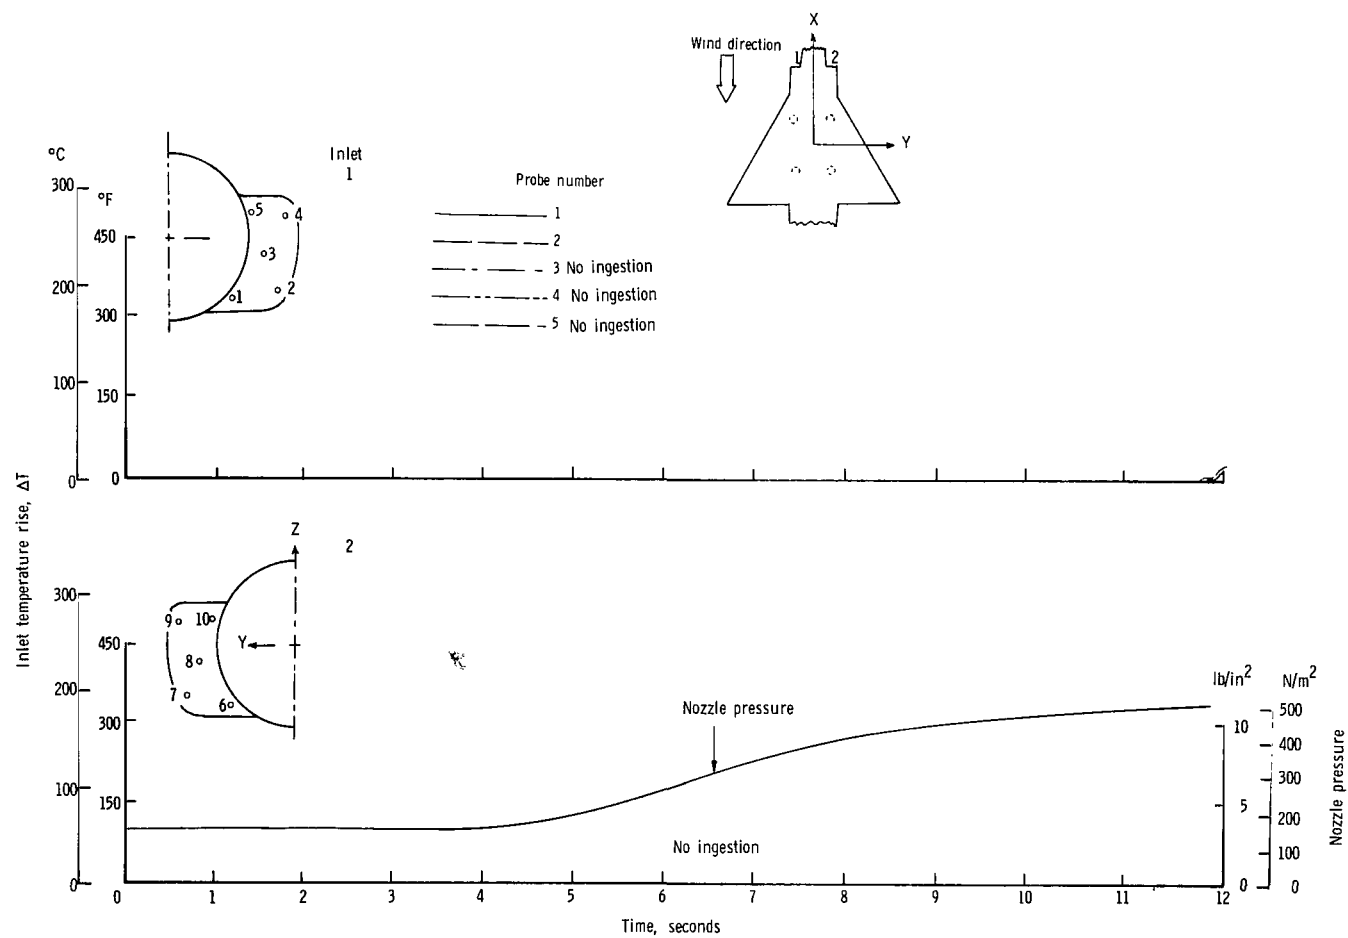 X
Wind direction
1 2
Y
°C
Inlet
1
300
°F
Probe number
5
4
1
450
2
3
3 No ingestion
200
2
1
4 No ingestion
300
5 No ingestion
100
150
0
0
Inlet temperature rise, ΔT
Z
2
300
9
10
450
Y
8
lb/in2
N/m2
200
7
6
Nozzle pressure
500
300
10
400
100
300
150
5
200
No ingestion
100
0
0
0
Nozzle pressure
0 1 2 3 4 5 6 7 8 9 10 11 12
Time, seconds